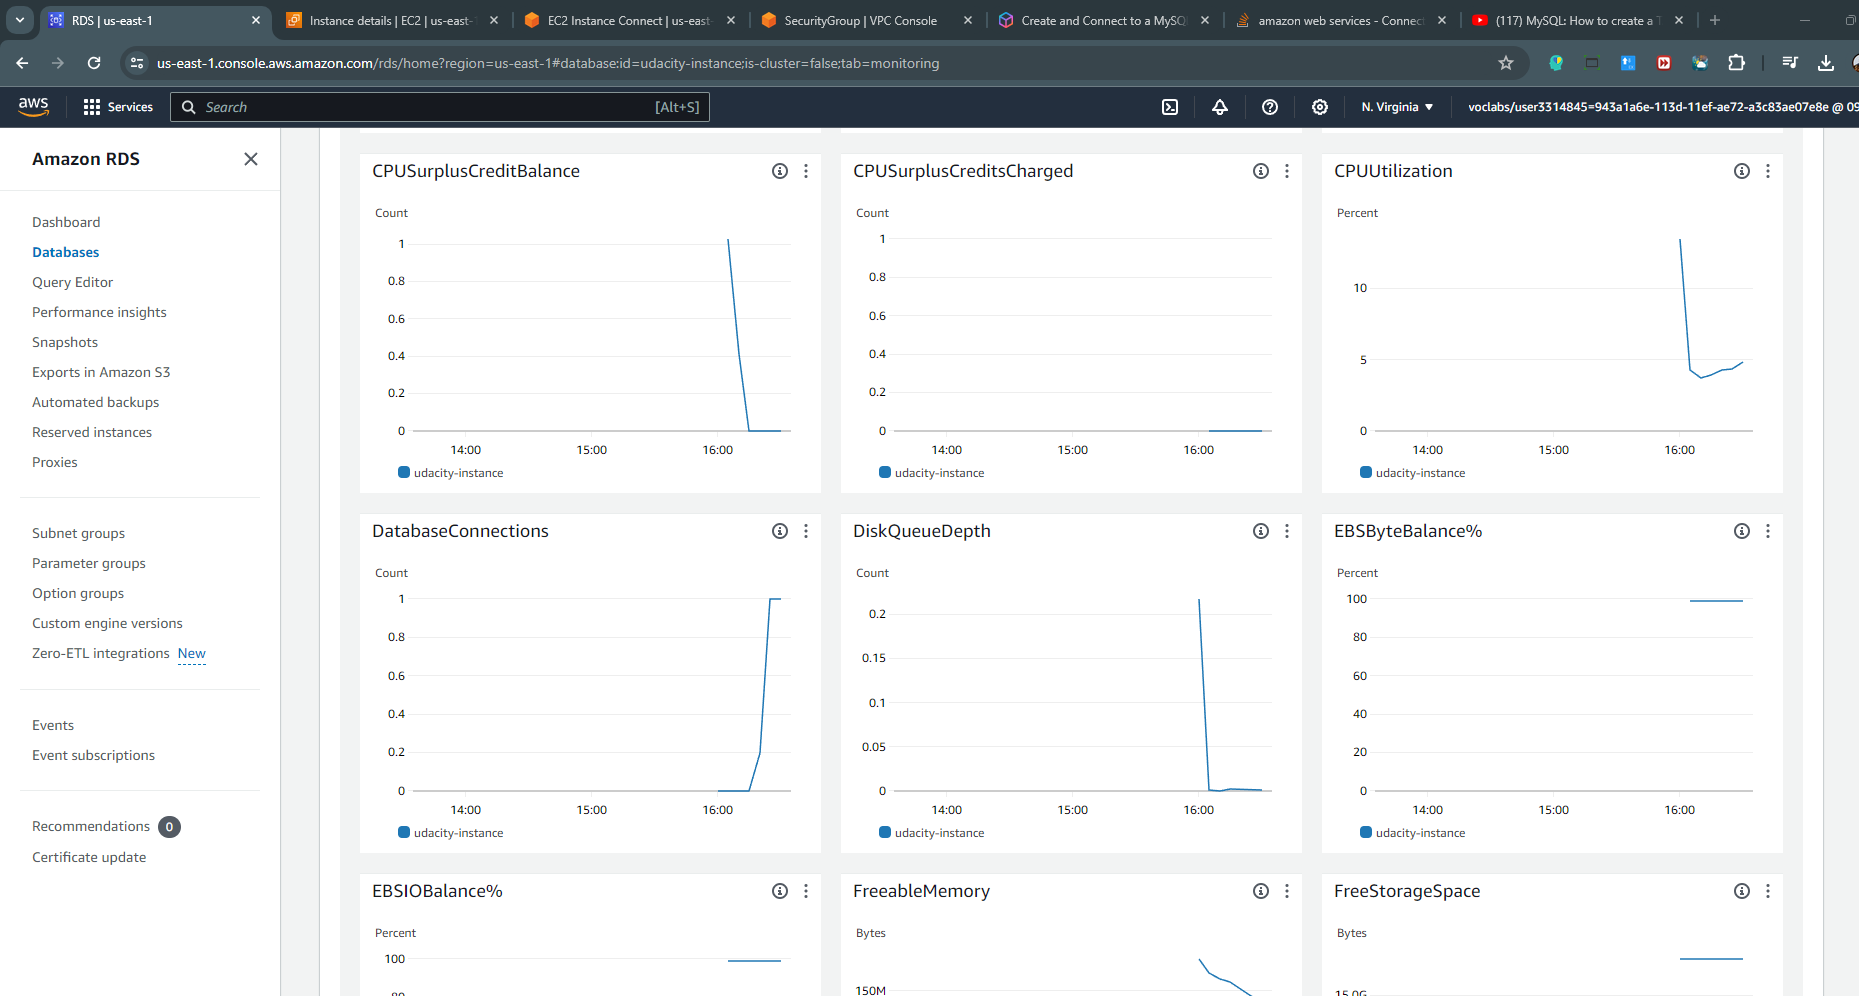 RDS | us-east-1
Instance details | EC2 | us-east-1
EC2 Instance Connect | us-east-
SecurityGroup | VPC Console
Create and Connect to a MySQL
amazon web services - Connect
(117) MySQL: How to create a T
us-east-1.console.aws.amazon.com/rds/home?region=us-east-1#database:id=udacity-instance;is-cluster=false;tab=monitoring
aws
Services
Search
[Alt+S]
N. Virginia
voclabs/user3314845=943a1a6e-113d-11ef-ae72-a3c83ae07e8e @ 09
Amazon RDS
Dashboard
Databases
Query Editor
Performance insights
Snapshots
Exports in Amazon S3
Automated backups
Reserved instances
Proxies
Subnet groups
Parameter groups
Option groups
Custom engine versions
Zero-ETL integrations New
Events
Event subscriptions
Recommendations 0
Certificate update
CPUSurplusCreditBalance
Count
1
0.8
0.6
0.4
0.2
0
14:00 15:00 16:00
udacity-instance
CPUSurplusCreditsCharged
Count
1
0.8
0.6
0.4
0.2
0
14:00 15:00 16:00
udacity-instance
CPUUtilization
Percent
10
5
0
14:00 15:00 16:00
udacity-instance
DatabaseConnections
Count
1
0.8
0.6
0.4
0.2
0
14:00 15:00 16:00
udacity-instance
DiskQueueDepth
Count
0.2
0.15
0.1
0.05
0
14:00 15:00 16:00
udacity-instance
EBSByteBalance%
Percent
100
80
60
40
20
0
14:00 15:00 16:00
udacity-instance
EBSIOBalance%
Percent
100
80
FreeableMemory
Bytes
150M
FreeStorageSpace
Bytes
15.0G